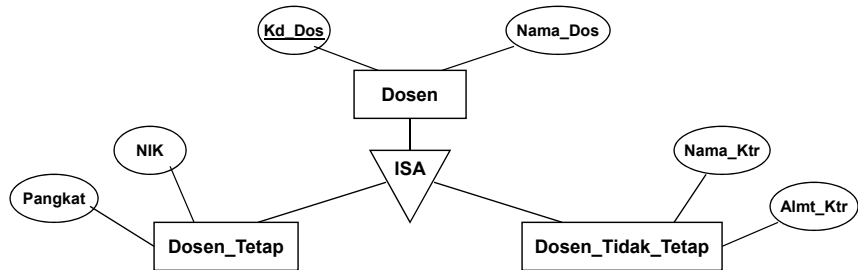 Kd_Dos
Nama_Dos
Dosen
NIK
ISA
Nama_Ktr
Pangkat
Almt_Ktr
Dosen_Tetap
Dosen_Tidak_Tetap